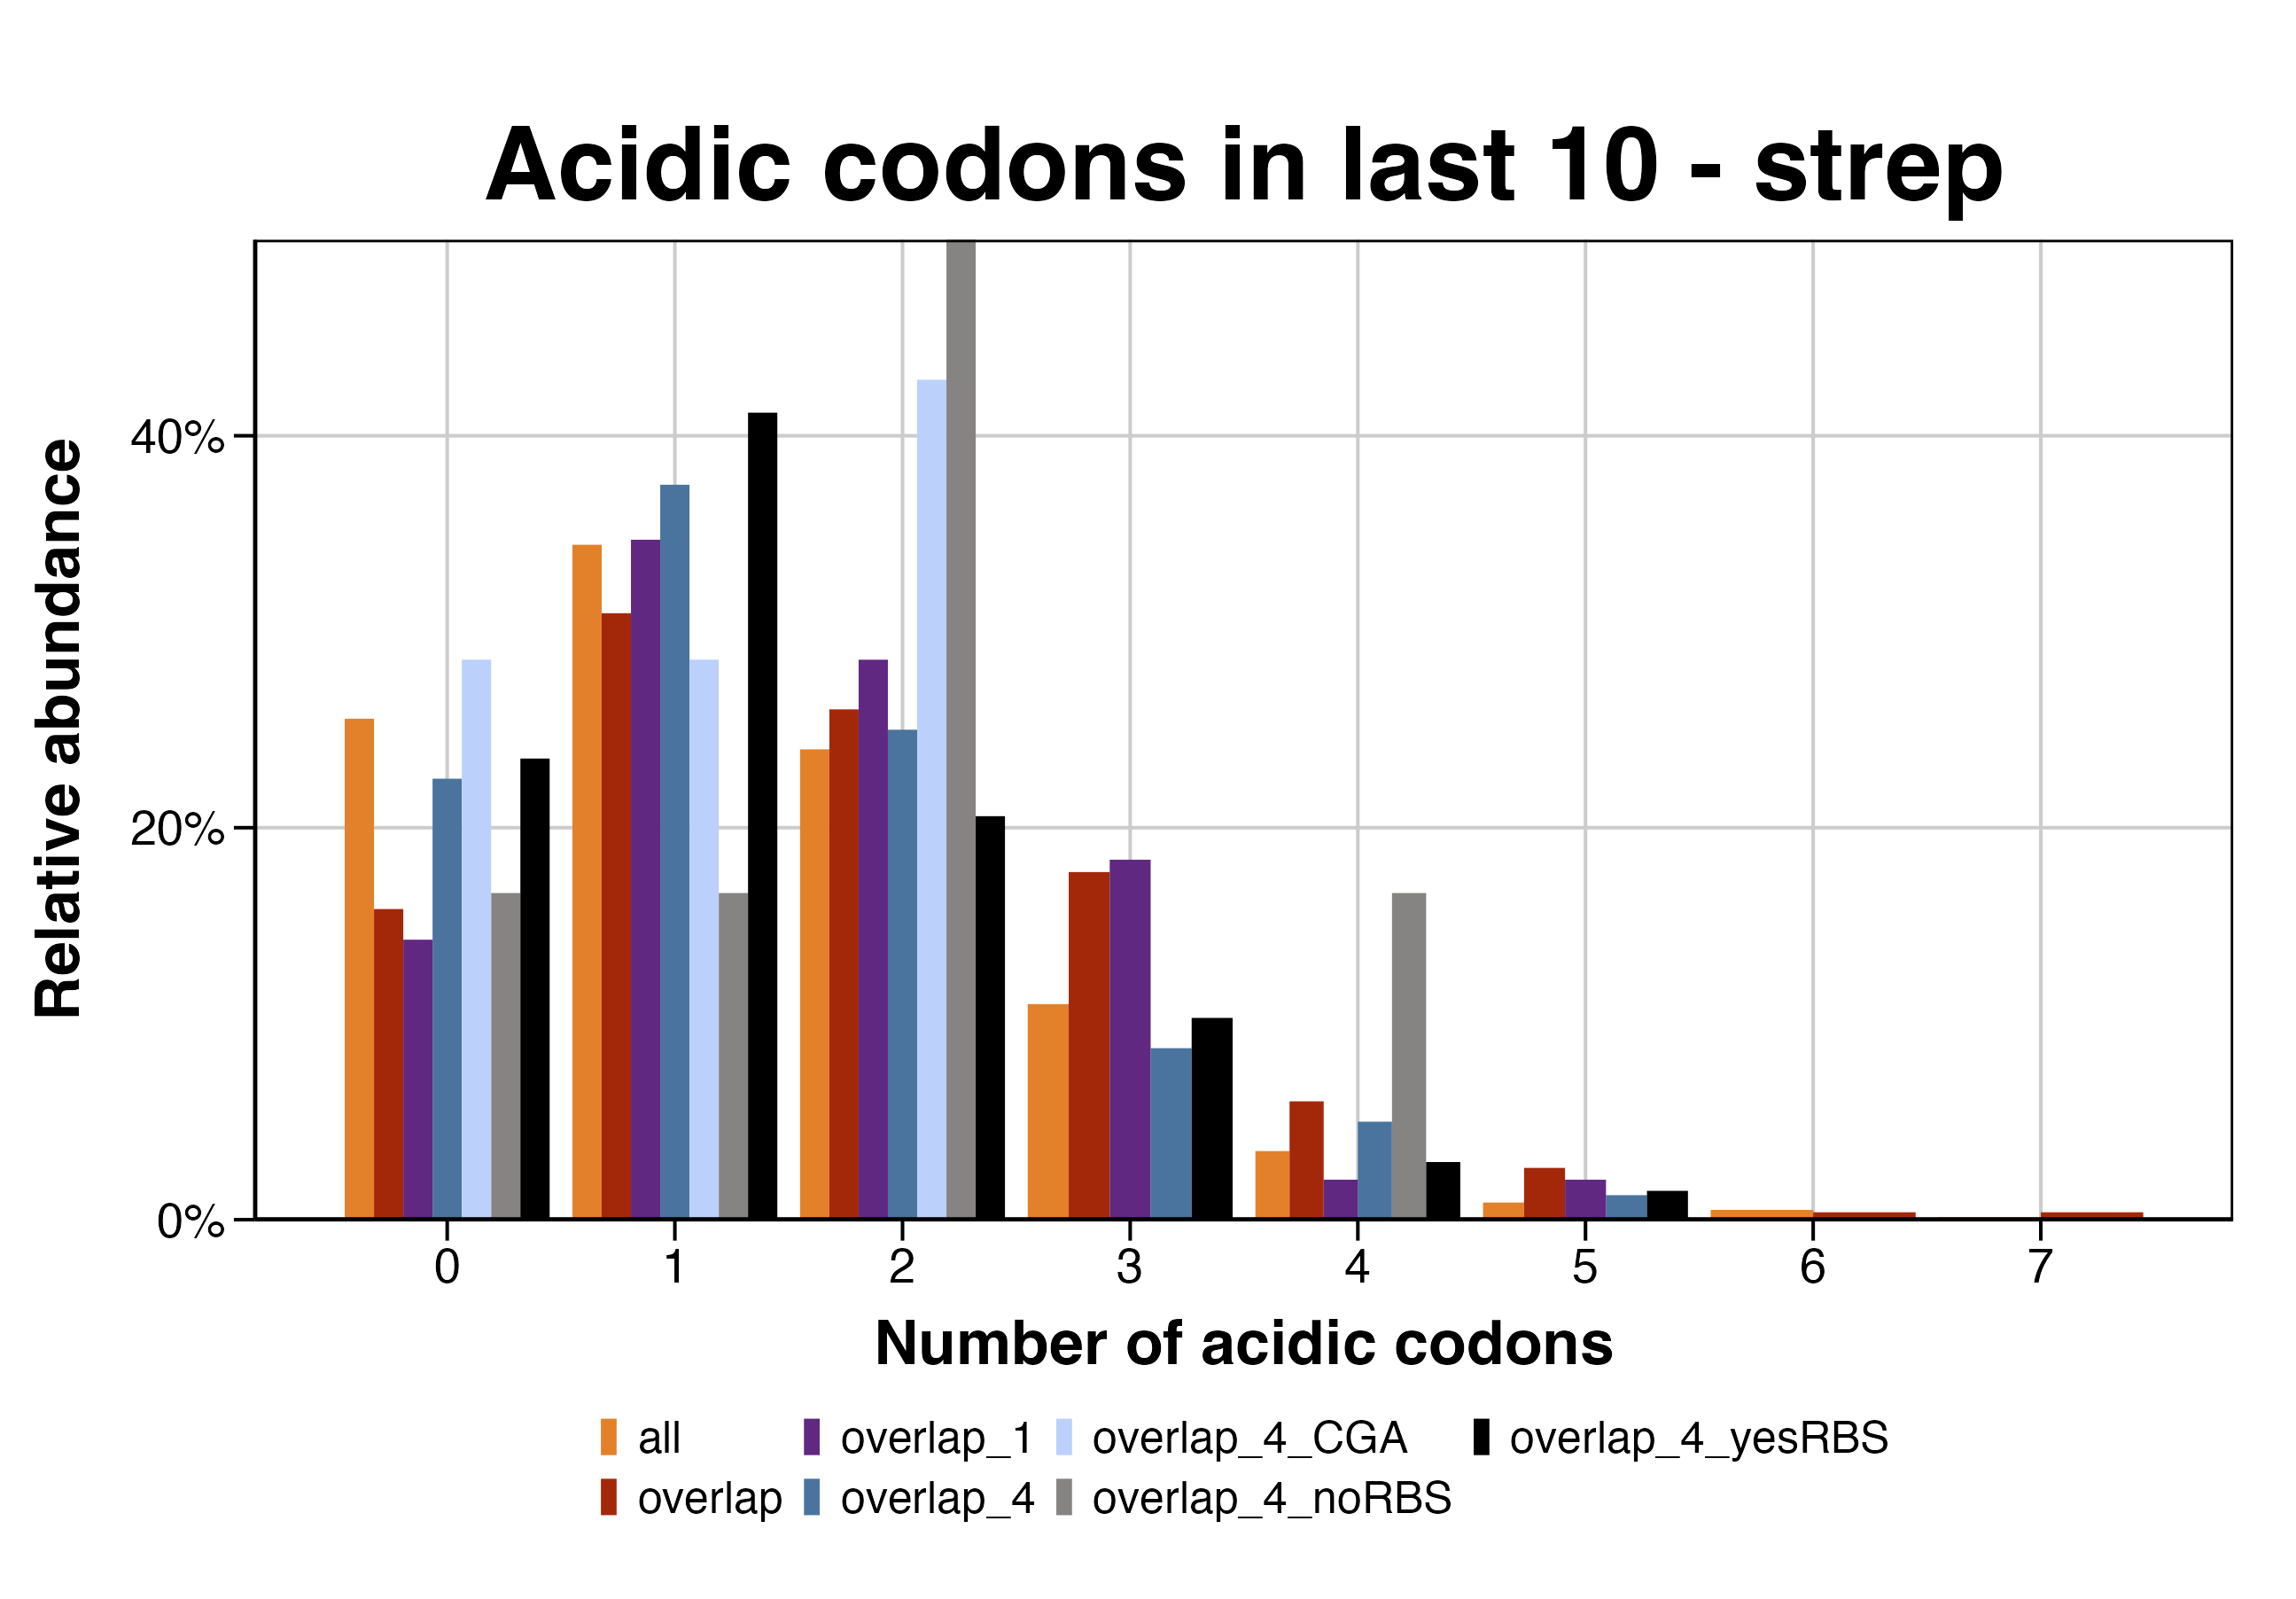 Acidic codons in last 10 - strep
Relative abundance
40%
20%
0%
0 1 2 3 4 5 6 7
Number of acidic codons
all overlap_1 overlap_4_CGA overlap_4_yesRBS
overlap overlap_4 overlap_4_noRBS